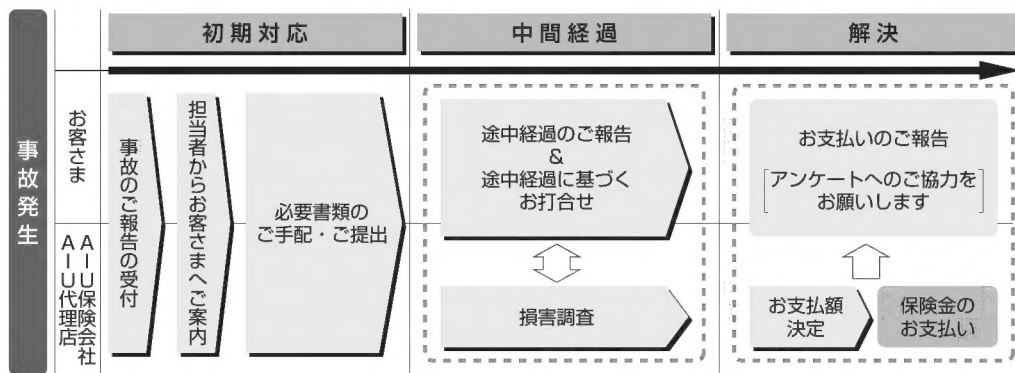 事故発生
初期対応
中間経過
解決
お客さま
AIU保険会社
AIU代理店
事故のご報告の受付
担当者からお客さまへご案内
必要書類の
ご手配・ご提出
途中経過のご報告
&
途中経過に基づく
お打合せ
損害調査
お支払いのご報告
[アンケートへのご協力を
お願いします]
お支払額
決定
保険金の
お支払い